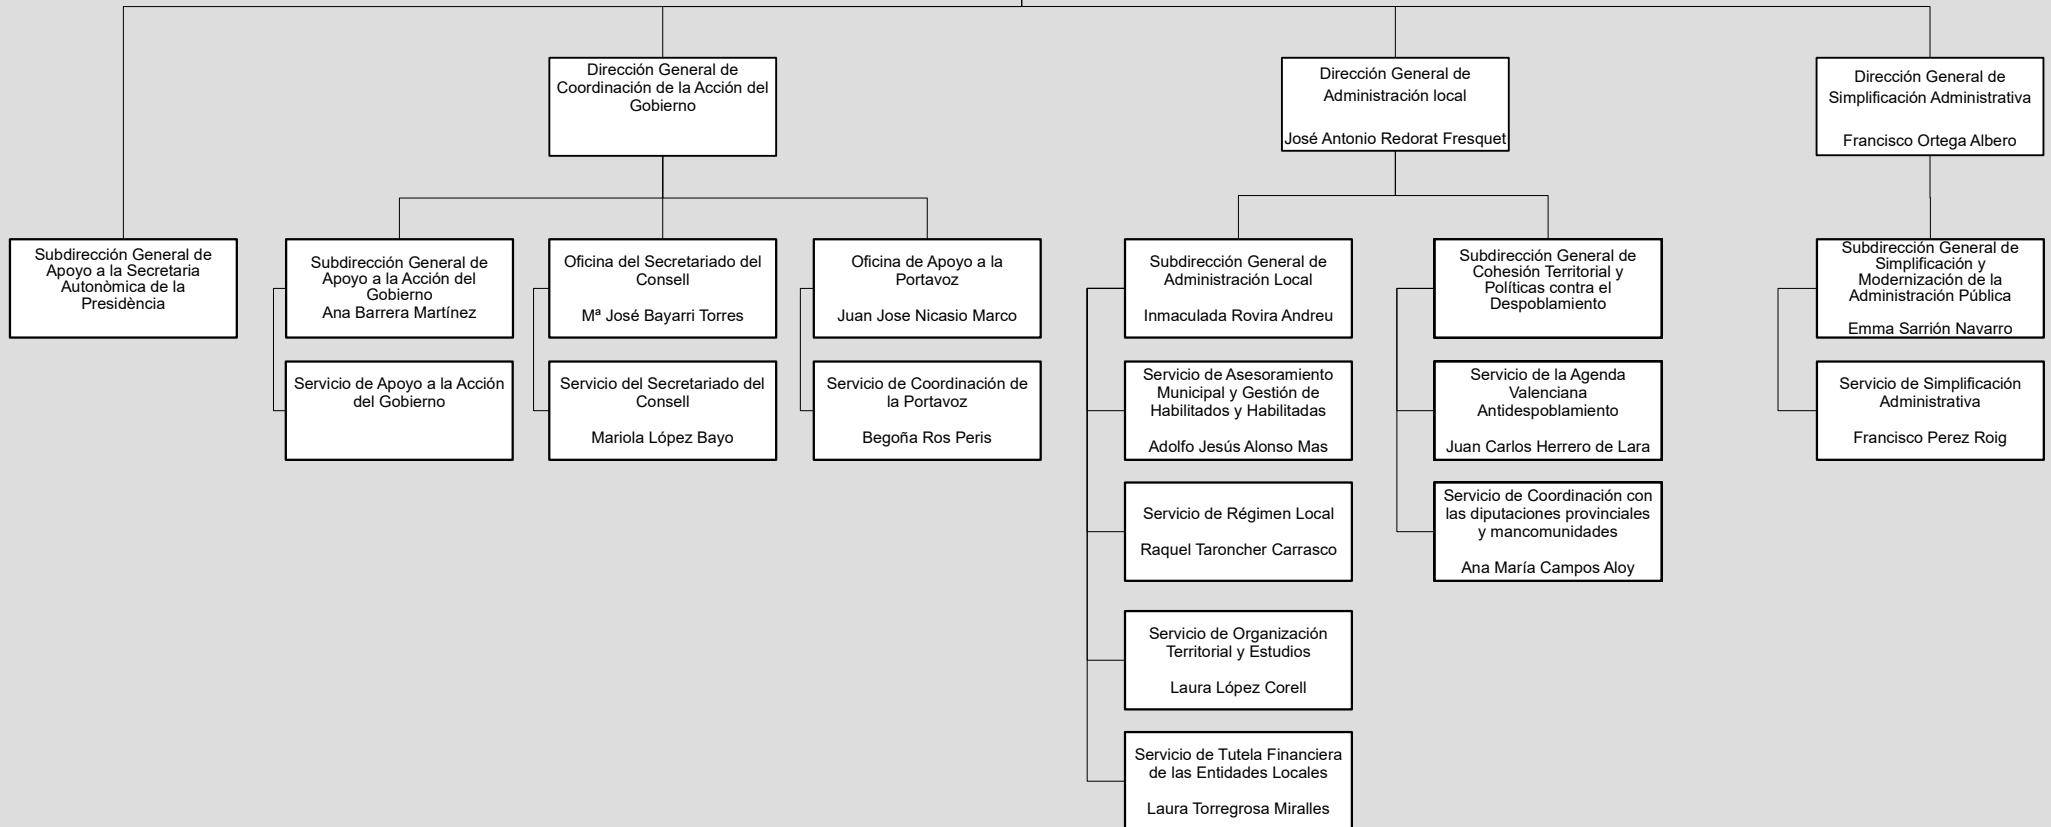 Dirección General de
Coordinación de la Acción del
Gobierno
Dirección General de
Administración local
José Antonio Redorat Fresquet
Dirección General de
Simplificación Administrativa
Francisco Ortega Albero
Subdirección General de
Apoyo a la Secretaria
Autonòmica de la
Presidència
Subdirección General de
Apoyo a la Acción del
Gobierno
Ana Barrera Martínez
Oficina del Secretariado del
Consell
Mª José Bayarri Torres
Oficina de Apoyo a la
Portavoz
Juan Jose Nicasio Marco
Subdirección General de
Administración Local
Inmaculada Rovira Andreu
Subdirección General de
Cohesión Territorial y
Políticas contra el
Despoblamiento
Subdirección General de
Simplificación y
Modernización de la
Administración Pública
Emma Sarrión Navarro
Servicio de Apoyo a la Acción
del Gobierno
Servicio del Secretariado del
Consell
Mariola López Bayo
Servicio de Coordinación de
la Portavoz
Begoña Ros Peris
Servicio de Asesoramiento
Municipal y Gestión de
Habilitados y Habilitadas
Adolfo Jesús Alonso Mas
Servicio de la Agenda
Valenciana
Antidespoblamiento
Juan Carlos Herrero de Lara
Servicio de Simplificación
Administrativa
Francisco Perez Roig
Servicio de Régimen Local
Raquel Taroncher Carrasco
Servicio de Coordinación con
las diputaciones provinciales
y mancomunidades
Ana María Campos Aloy
Servicio de Organización
Territorial y Estudios
Laura López Corell
Servicio de Tutela Financiera
de las Entidades Locales
Laura Torregrosa Miralles